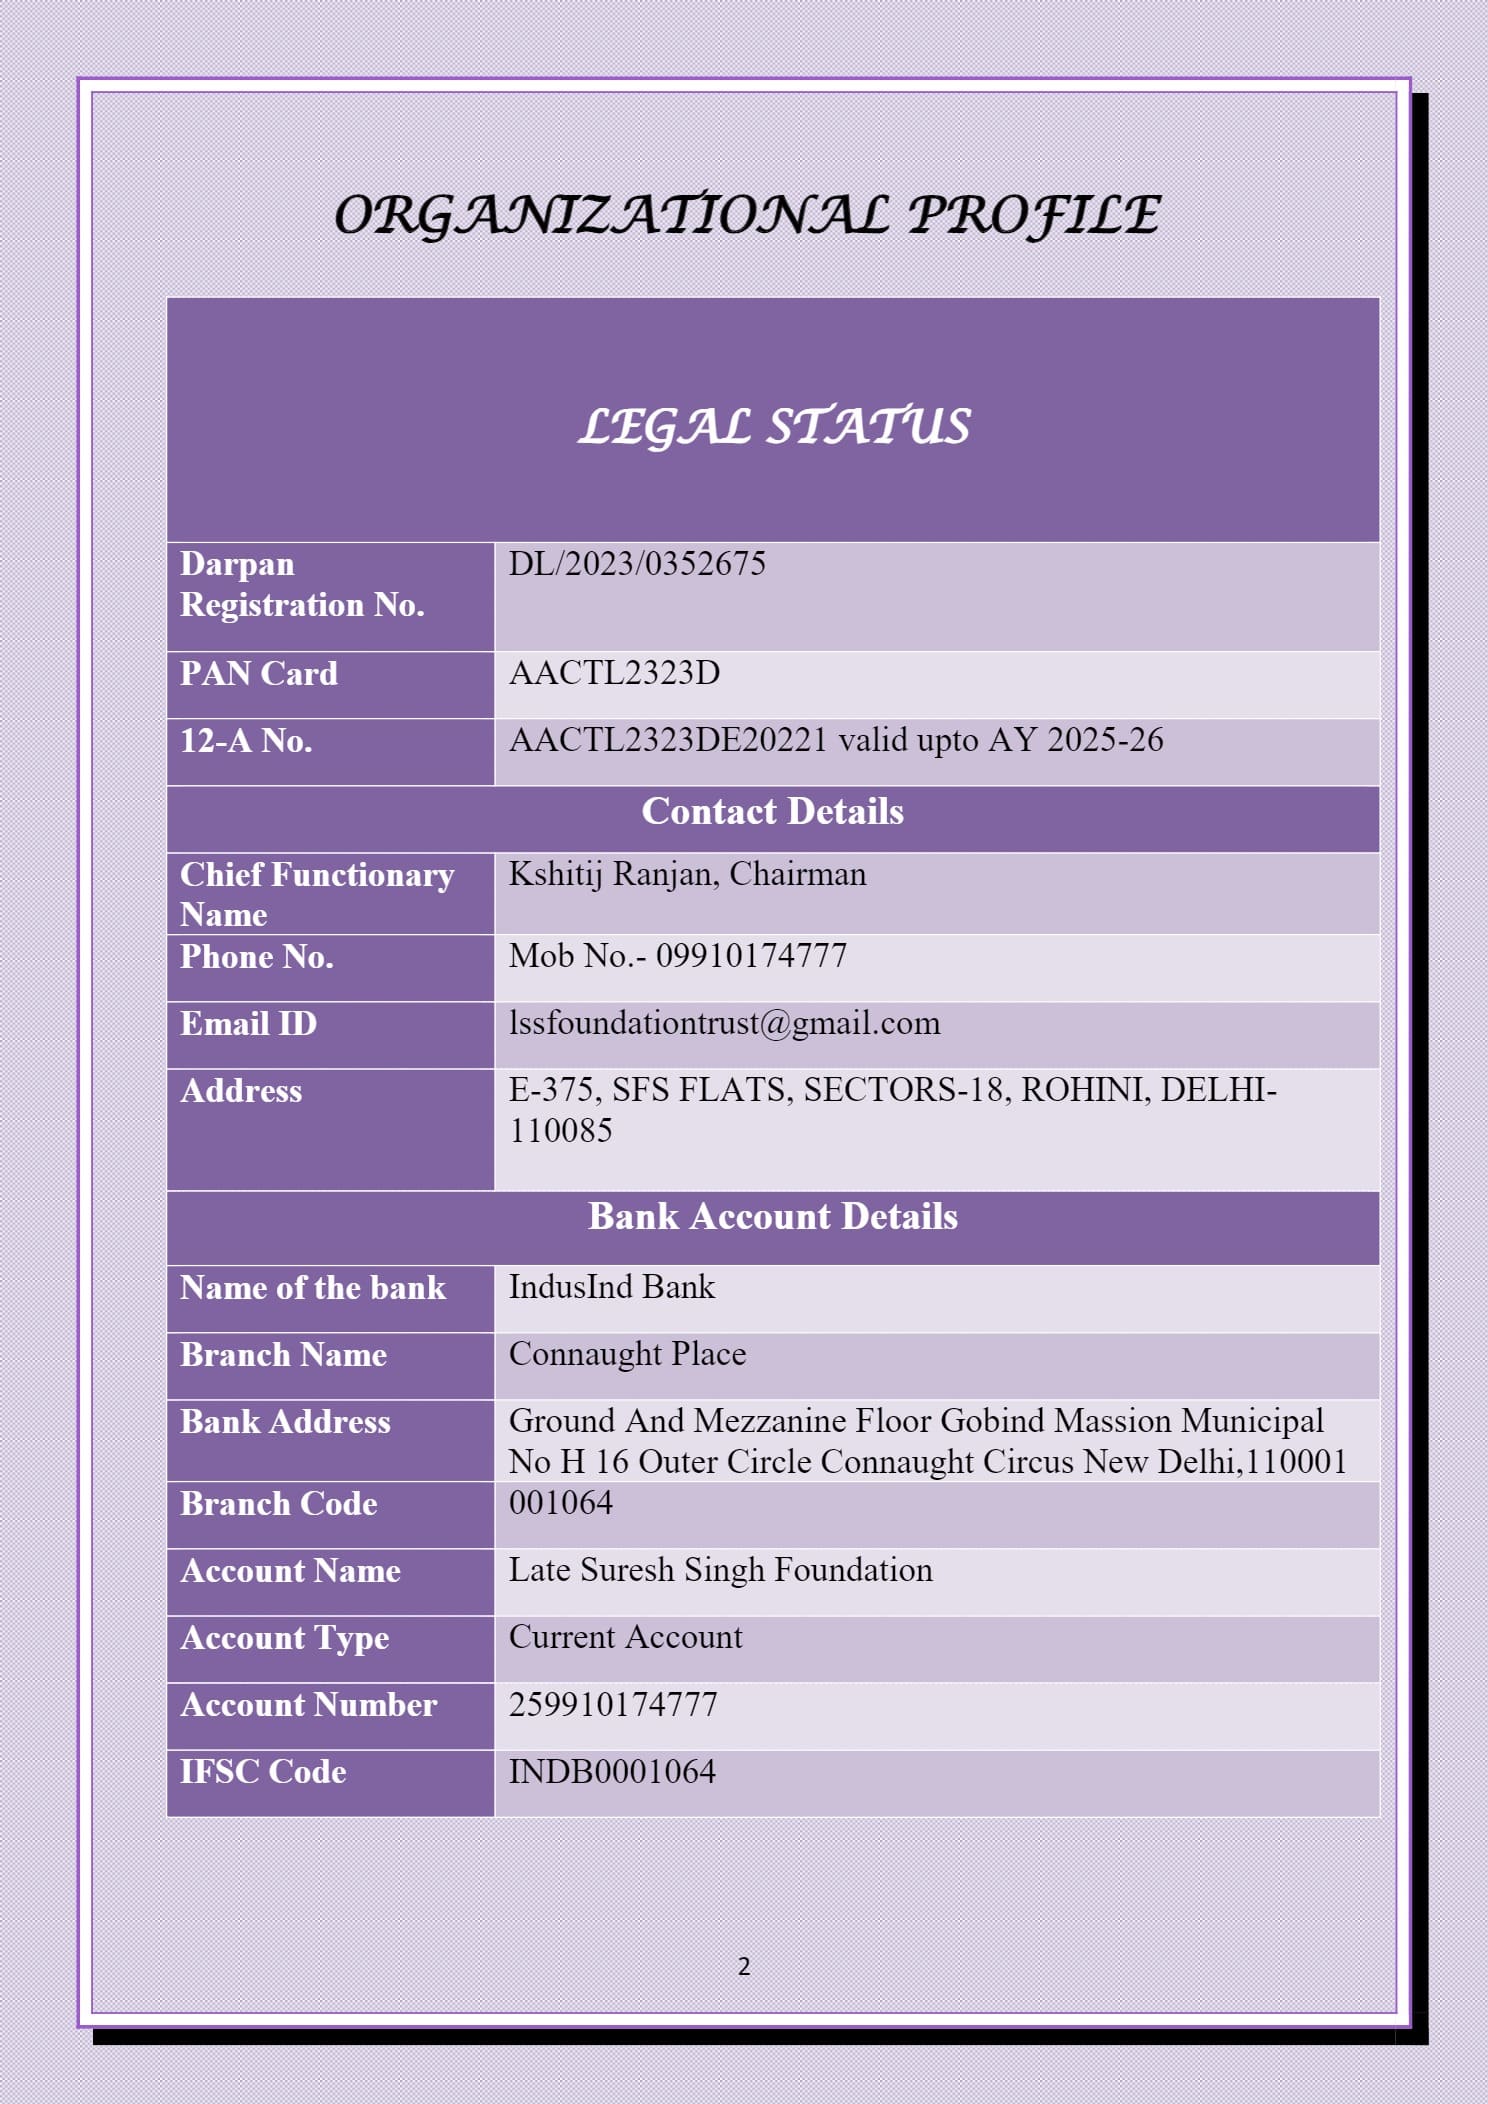 ORGANIZATIONAL PROFILE
LEGAL STATUS
Darpan
Registration No.
DL/2023/0352675
PAN Card
AACTL2323D
12-A No.
AACTL2323DE20221 valid upto AY 2025-26
Contact Details
Chief Functionary
Name
Kshitij Ranjan, Chairman
Phone No.
Mob No.- 09910174777
Email ID
lssfoundationtrust@gmail.com
Address
E-375, SFS FLATS, SECTORS-18, ROHINI, DELHI-
110085
Bank Account Details
Name of the bank
IndusInd Bank
Branch Name
Connaught Place
Bank Address
Ground And Mezzanine Floor Gobind Massion Municipal
No H 16 Outer Circle Connaught Circus New Delhi,110001
Branch Code
001064
Account Name
Late Suresh Singh Foundation
Account Type
Current Account
Account Number
259910174777
IFSC Code
INDB0001064
2